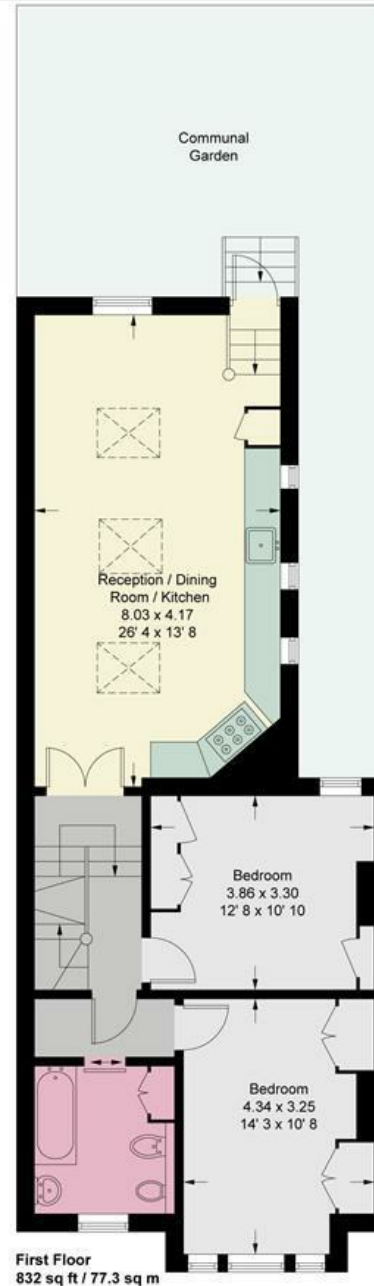 Communal
Garden
Reception / Dining
Room / Kitchen
8.03 x 4.17
26' 4 x 13' 8
Bedroom
3.86 x 3.30
12' 8 x 10' 10
Bedroom
4.34 x 3.25
14' 3 x 10' 8
First Floor
832 sq ft / 77.3 sq m